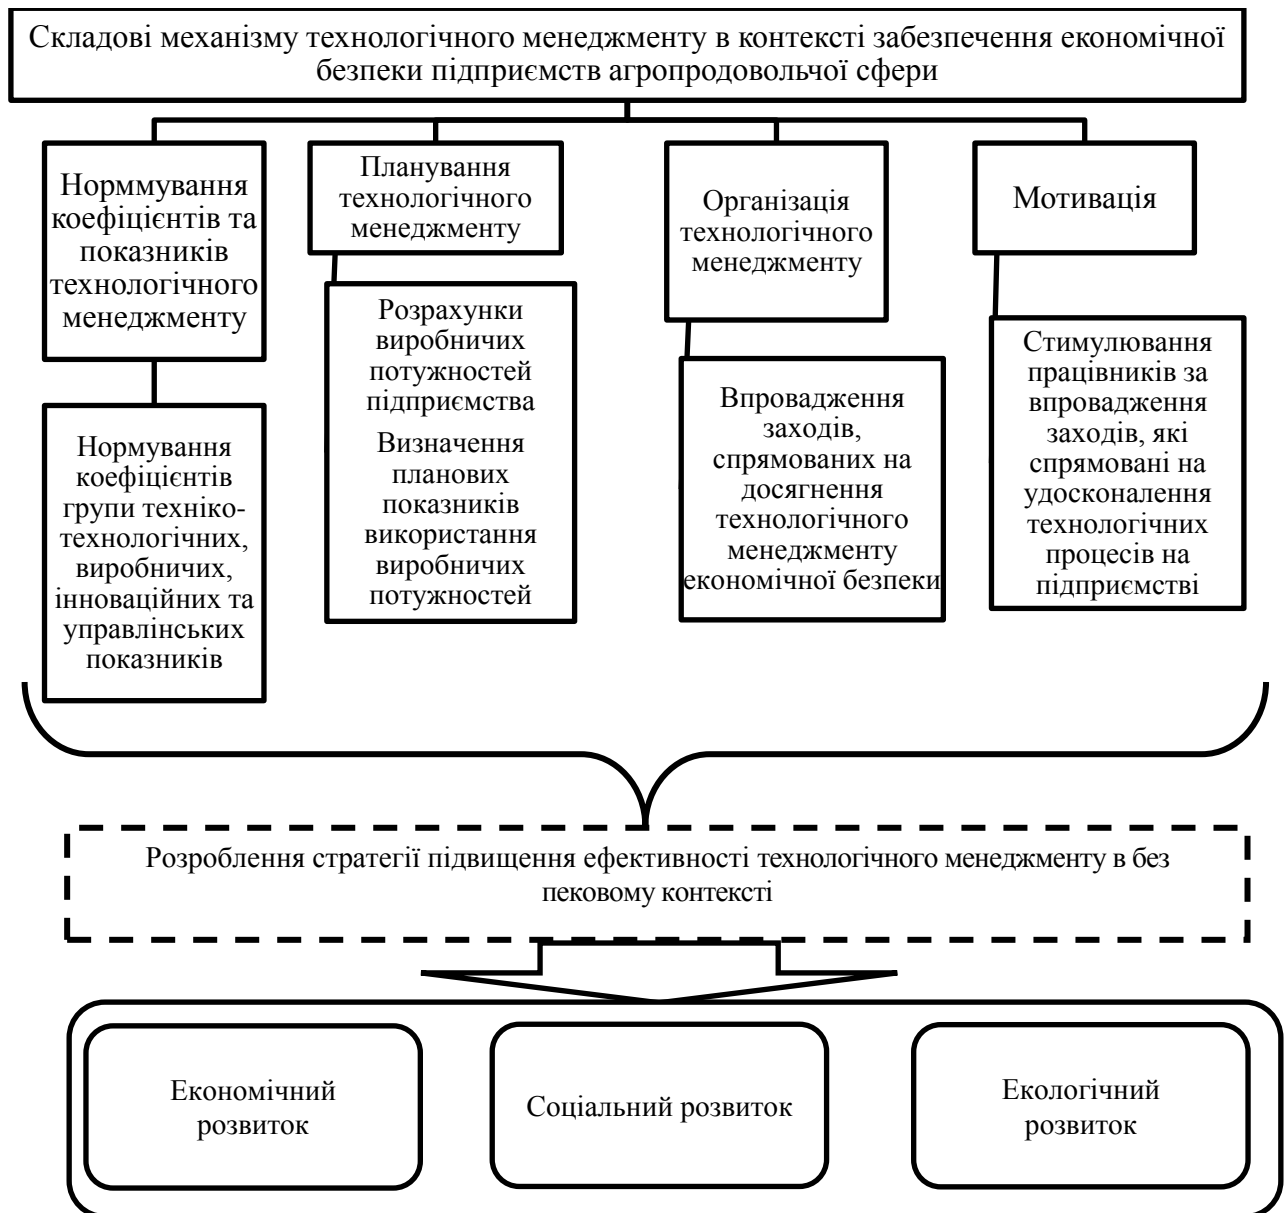 Складові механізму технологічного менеджменту в контексті забезпечення економічної
безпеки підприємств агропродовольчої сфери
Норммування
коефіцієнтів та
показників
технологічного
менеджменту
Планування
технологічного
менеджменту
Організація
технологічного
менеджменту
Мотивація
Нормування
коефіцієнтів
групи техніко-
технологічних,
виробничих,
інноваційних та
управлінських
показників
Розрахунки
виробничих
потужностей
підприємства
Визначення
планових
показників
використання
виробничих
потужностей
Впровадження
заходів,
спрямованих на
досягнення
технологічного
менеджменту
економічної безпеки
Стимулювання
працівників за
впровадження
заходів, які
спрямовані на
удосконалення
технологічних
процесів на
підприємстві
Розроблення стратегії підвищення ефективності технологічного менеджменту в без
пековому контексті
Економічний
розвиток
Соціальний розвиток
Екологічний
розвиток